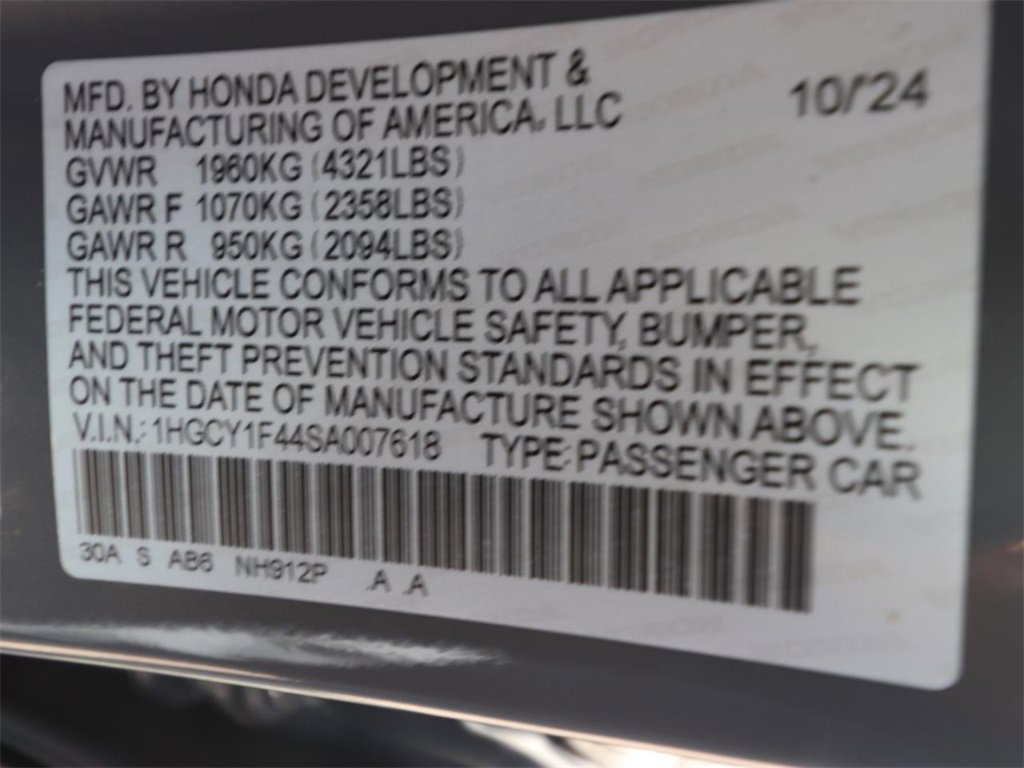 MFD. BY HONDA DEVELOPMENT &
MANUFACTURING OF AMERICA, LLC
10/'24
GVWR 1960KG (4321LBS)
GAWR F 1070KG (2358LBS)
GAWR R 950KG (2094LBS)
THIS VEHICLE CONFORMS TO ALL APPLICABLE
FEDERAL MOTOR VEHICLE SAFETY, BUMPER,
AND THEFT PREVENTION STANDARDS IN EFFECT
ON THE DATE OF MANUFACTURE SHOWN ABOVE.
V.I.N.: 1HGCY1F44SA007618 TYPE:PASSENGER CAR
30A S AB6 NH912P A A